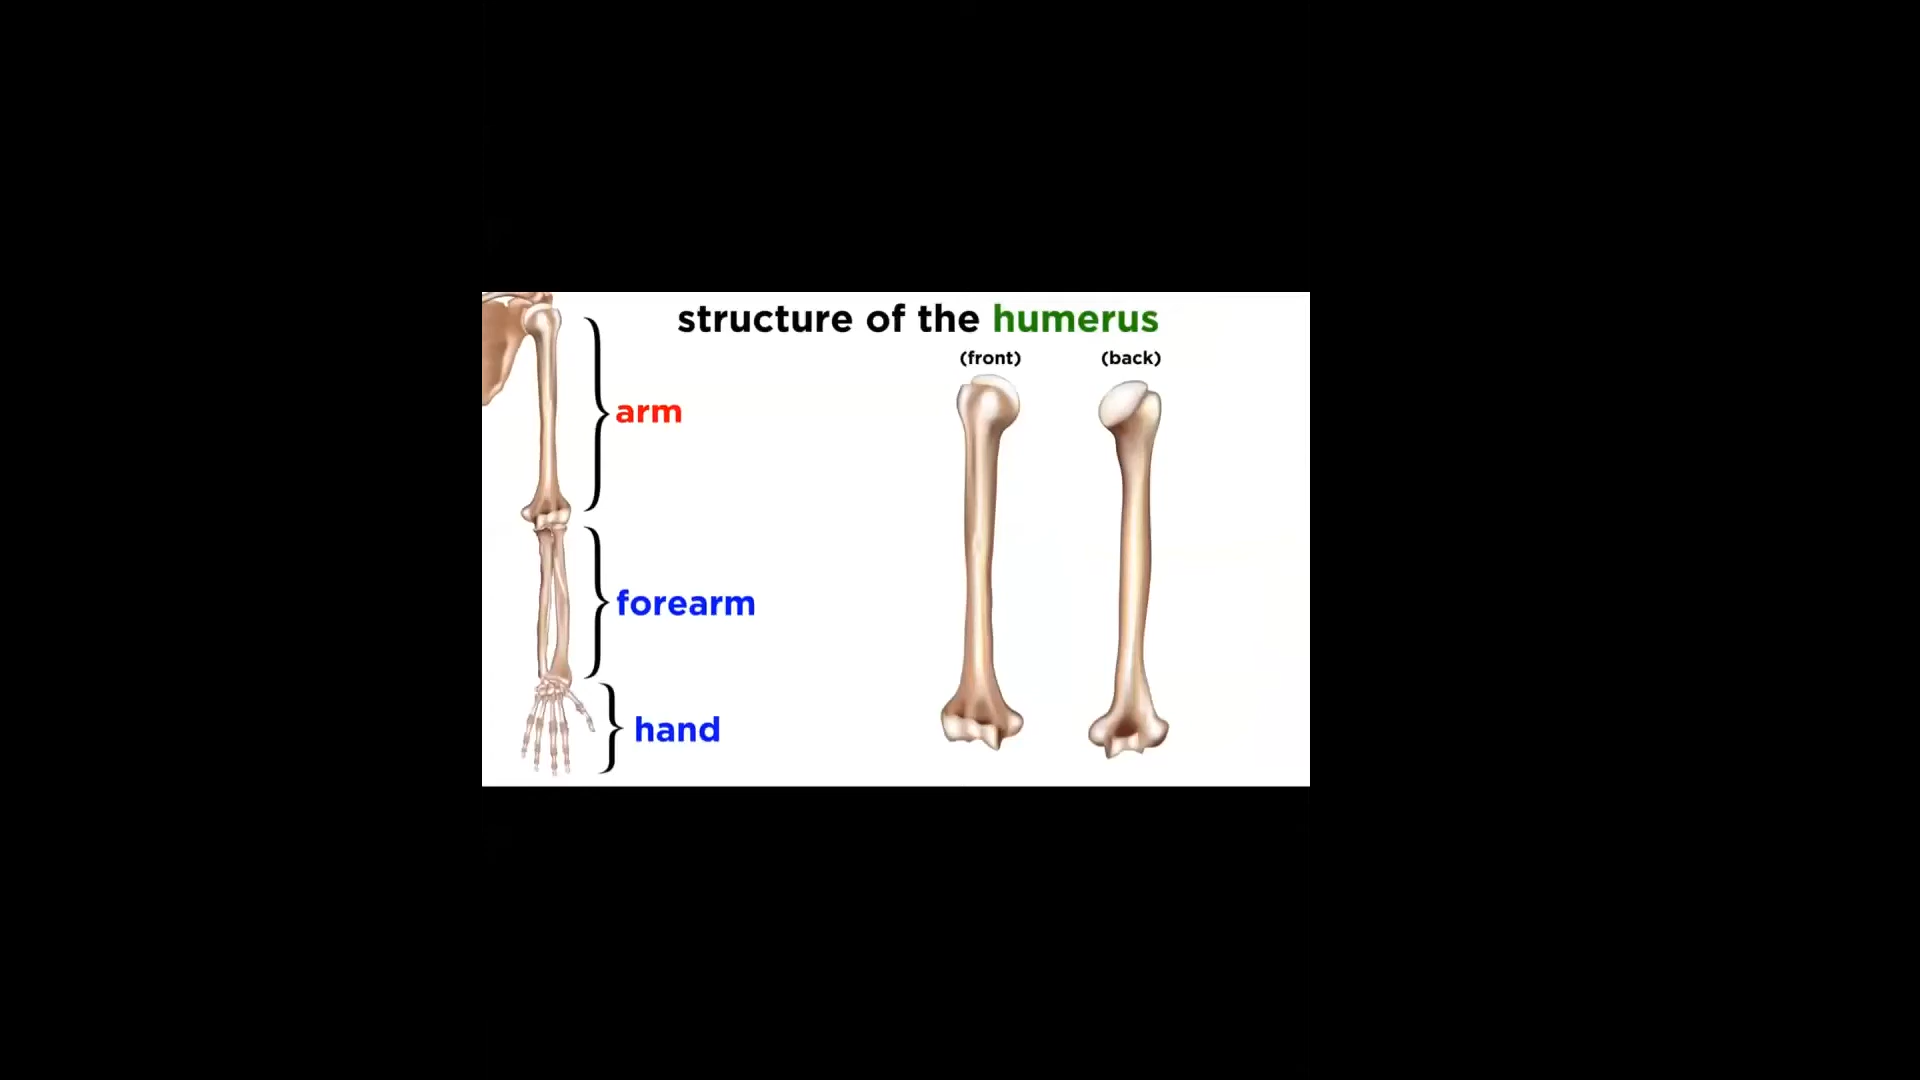 structure of the humerus
(front)
(back)
arm
forearm
hand